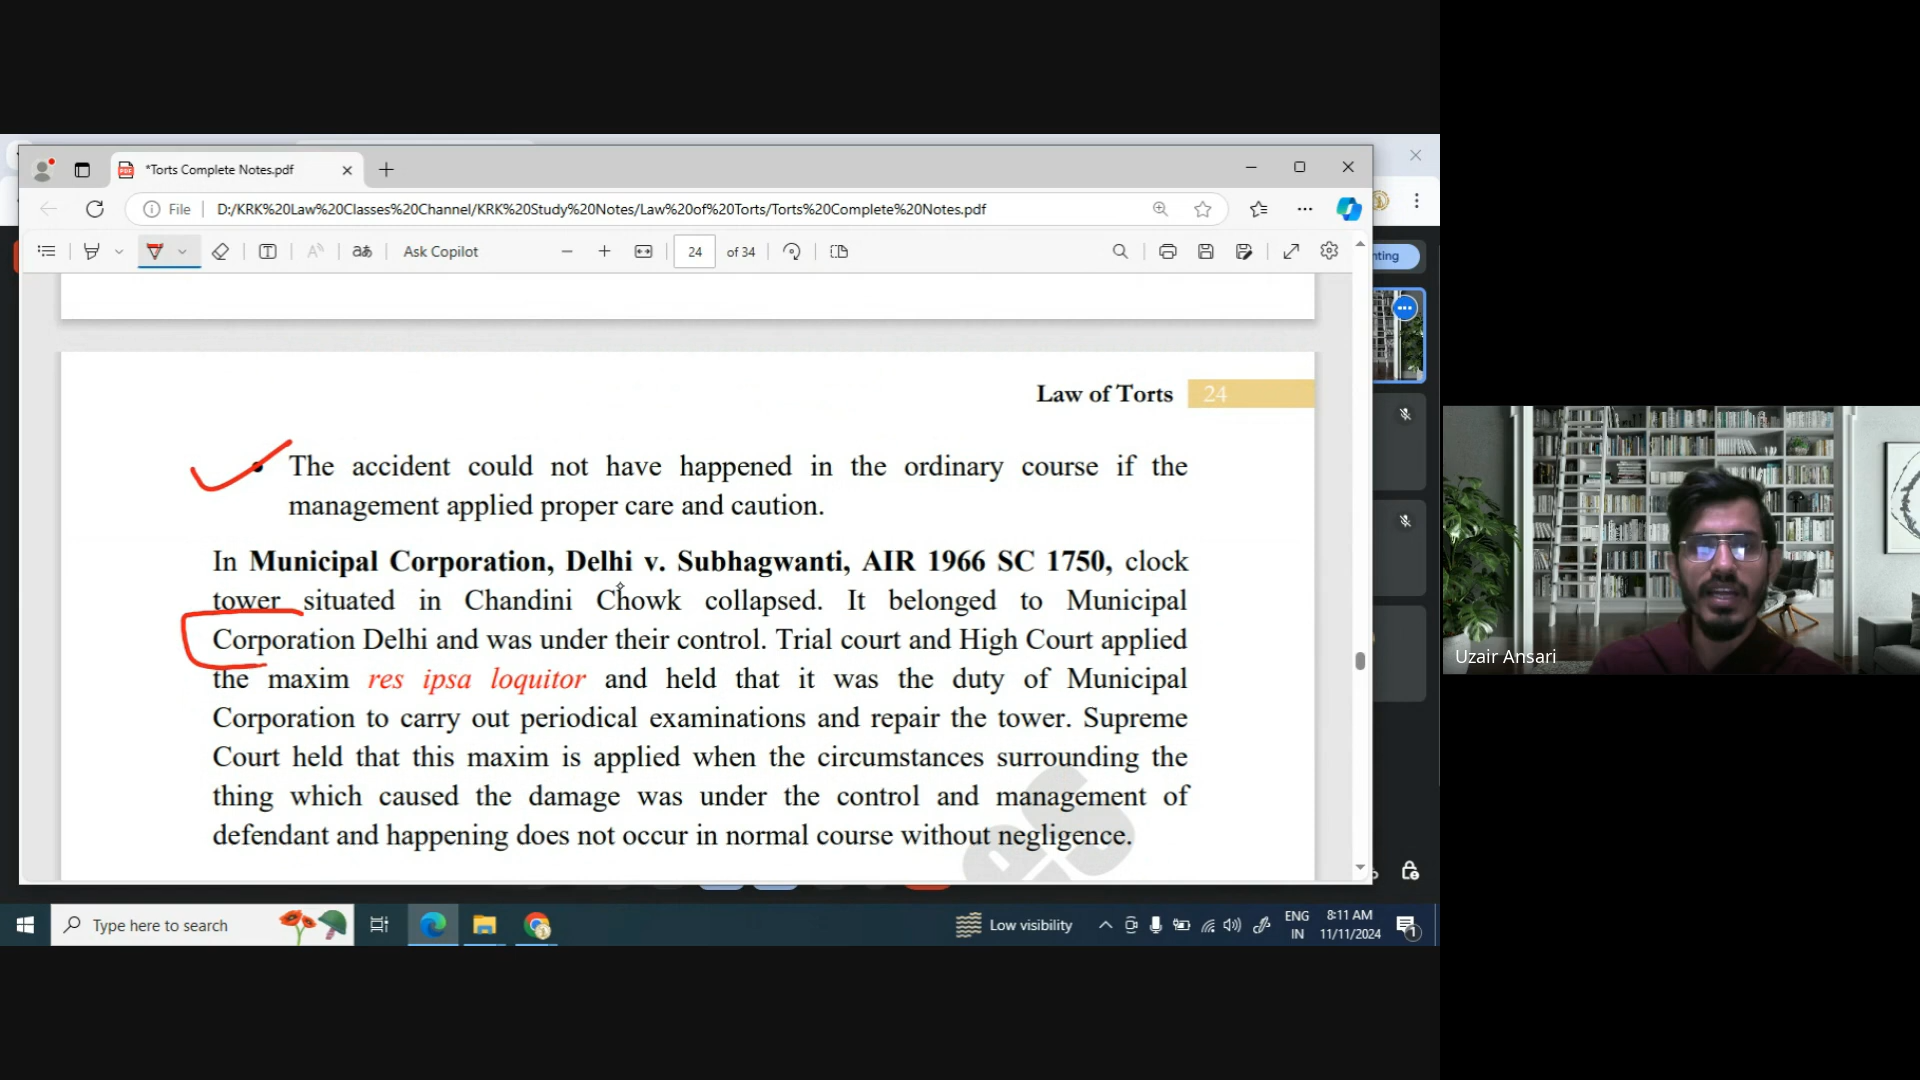 *Torts Complete Notes.pdf
File
D:/KRK%20Law%20Classes%20Channel/KRK%20Study%20Notes/Law%20of%20Torts/Torts%20Complete%20Notes.pdf
Ask Copilot
24
of 34
nting
Law of Torts
24
The accident could not have happened in the ordinary course if the
management applied proper care and caution.
In Municipal Corporation, Delhi v. Subhagwanti, AIR 1966 SC 1750, clock
tower situated in Chandini Chowk collapsed. It belonged to Municipal
Corporation Delhi and was under their control. Trial court and High Court applied
the maxim res ipsa loquitor and held that it was the duty of Municipal
Corporation to carry out periodical examinations and repair the tower. Supreme
Court held that this maxim is applied when the circumstances surrounding the
thing which caused the damage was under the control and management of
defendant and happening does not occur in normal course without negligence.
Uzair Ansari
Type here to search
Low visibility
ENG
IN
8:11 AM
11/11/2024
1